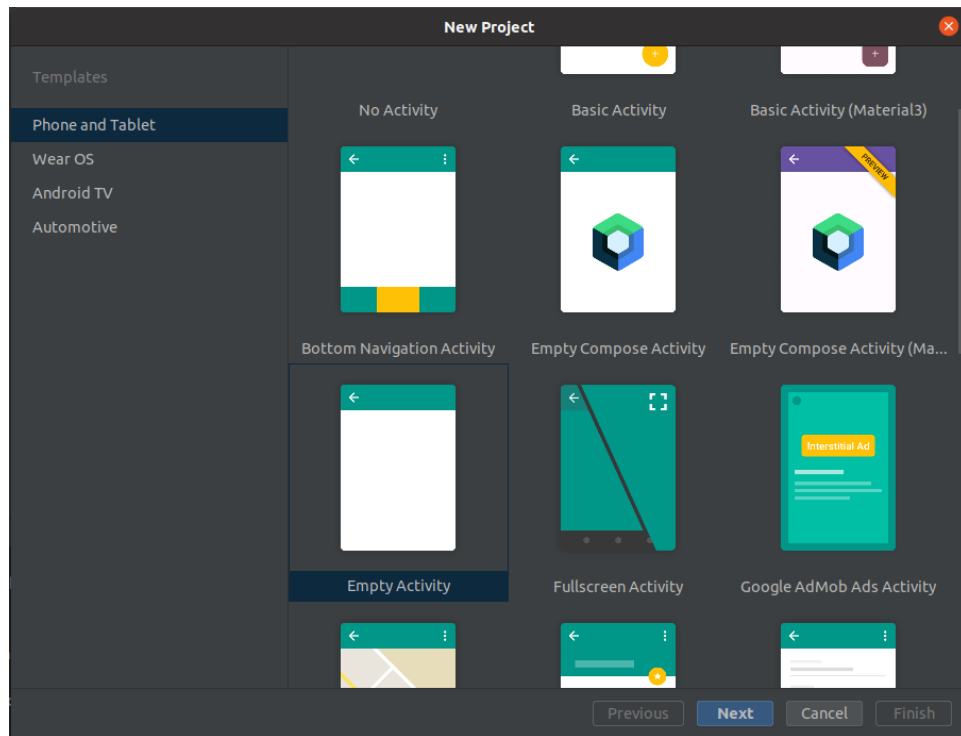 New Project
Templates
Phone and Tablet
Wear OS
Android TV
Automotive
No Activity
Basic Activity
Basic Activity (Material3)
PREVIEW
Bottom Navigation Activity
Empty Compose Activity
Empty Compose Activity (Ma...
Interstitial Ad
Empty Activity
Fullscreen Activity
Google AdMob Ads Activity
Previous
Next
Cancel
Finish